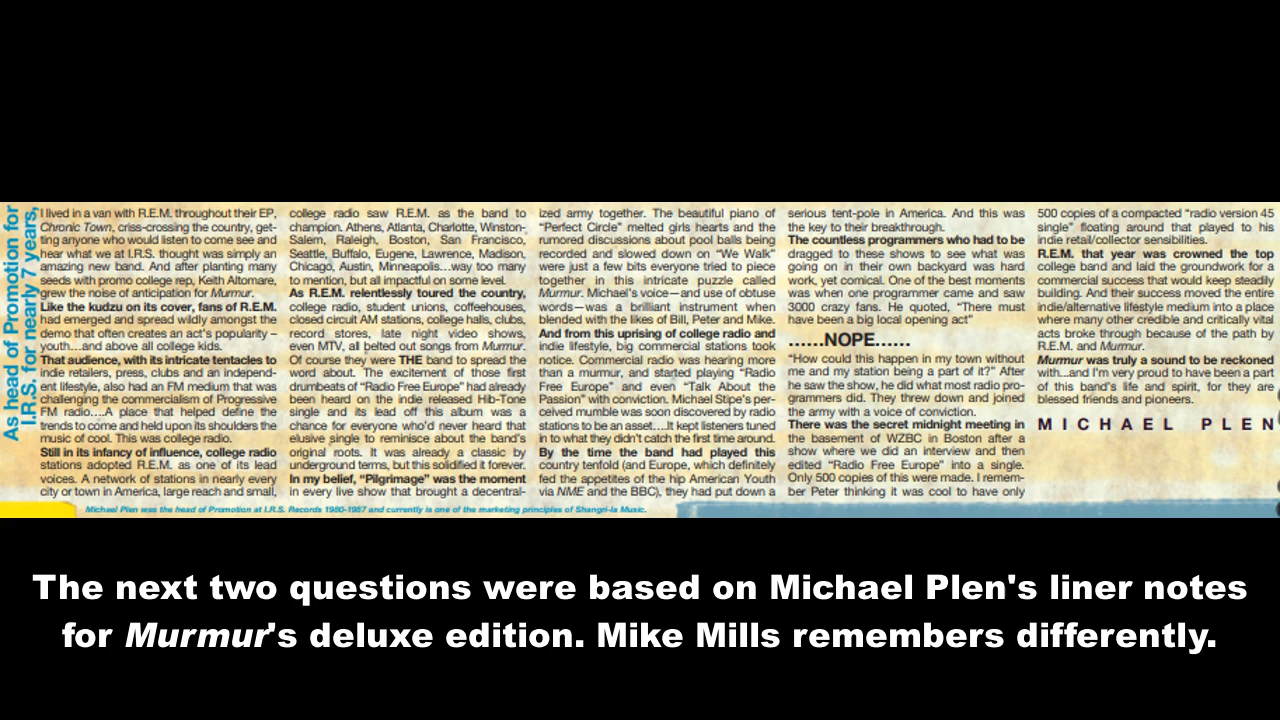 As head of Promotion for
I.R.S. for nearly 7 years,
I lived in a van with R.E.M. throughout their EP,
Chronic Town, criss-crossing the country, get-
ting anyone who would listen to come see and
hear what we at I.R.S. thought was simply an
amazing new band. And after planting many
seeds with promo college rep, Keith Altomare,
grew the noise of anticipation for Murmur.
Like the kudzu on its cover, fans of R.E.M.
had emerged and spread wildly amongst the
demo that often creates an act's popularity –
youth…and above all college kids.
That audience, with its intricate tentacles to
indie retailers, press, clubs and an independ-
ent lifestyle, also had an FM medium that was
challenging the commercialism of Progressive
FM radio….A place that helped define the
trends to come and held upon its shoulders the
music of cool. This was college radio.
Still in its infancy of influence, college radio
stations adopted R.E.M. as one of its lead
voices. A network of stations in nearly every
city or town in America, large reach and small,
college radio saw R.E.M. as the band to
champion. Athens, Atlanta, Charlotte, Winston-
Salem, Raleigh, Boston, San Francisco,
Seattle, Buffalo, Eugene, Lawrence, Madison,
Chicago, Austin, Minneapolis…way too many
to mention, but all impactful on some level.
As R.E.M. relentlessly toured the country,
college radio, student unions, coffeehouses,
closed circuit AM stations, college halls, clubs,
record stores, late night video shows,
even MTV, all belted out songs from Murmur.
Of course they were THE band to spread the
word about. The excitement of those first
drumbeats of "Radio Free Europe" had already
been heard on the indie released Hib-Tone
single and its lead off this album was a
chance for everyone who'd never heard that
elusive single to reminisce about the band's
original roots. It was already a classic by
underground terms, but this solidified it forever.
In my belief, "Pilgrimage" was the moment
in every live show that brought a decentral-
ized army together. The beautiful piano of
"Perfect Circle" melted girls hearts and the
rumored discussions about pool balls being
recorded and slowed down on "We Walk"
were just a few bits everyone tried to piece
together in this intricate puzzle called
Murmur. Michael's voice—and use of obtuse
words—was a brilliant instrument when
blended with the likes of Bill, Peter and Mike.
And from this uprising of college radio and
indie lifestyle, big commercial stations took
notice. Commercial radio was hearing more
than a murmur, and started playing "Radio
Free Europe" and even "Talk About the
Passion" with conviction. Michael Stipe's per-
ceived mumble was soon discovered by radio
stations to be an asset….It kept listeners tuned
in to what they didn't catch the first time around.
By the time the band had played this
country tenfold (and Europe, which definitely
fed the appetites of the hip American Youth
via NME and the BBC), they had put down a
serious tent-pole in America. And this was
the key to their breakthrough.
The countless programmers who had to be
dragged to these shows to see what was
going on in their own backyard was hard
work, yet comical. One of the best moments
was when one programmer came and saw
3000 crazy fans. He quoted, "There must
have been a big local opening act"
……NOPE……
"How could this happen in my town without
me and my station being a part of it?" After
he saw the show, he did what most radio pro-
grammers did. They threw down and joined
the army with a voice of conviction.
There was the secret midnight meeting in
the basement of WZBC in Boston after a
show where we did an interview and then
edited "Radio Free Europe" into a single.
Only 500 copies of this were made. I remem-
ber Peter thinking it was cool to have only
500 copies of a compacted "radio version 45
single" floating around that played to his
indie retail/collector sensibilities.
R.E.M. that year was crowned the top
college band and laid the groundwork for a
commercial success that would keep steadily
building. And their success moved the entire
indie/alternative lifestyle medium into a place
where many other credible and critically vital
acts broke through because of the path by
R.E.M. and Murmur.
Murmur was truly a sound to be reckoned
with...and I'm very proud to have been a part
of this band's life and spirit, for they are
blessed friends and pioneers.
MICHAEL PLEN
Michael Plen was the head of Promotion at I.R.S. Records 1980-1987 and currently is one of the marketing principles of Shangri-la Music.
The next two questions were based on Michael Plen's liner notes
for Murmur's deluxe edition. Mike Mills remembers differently.